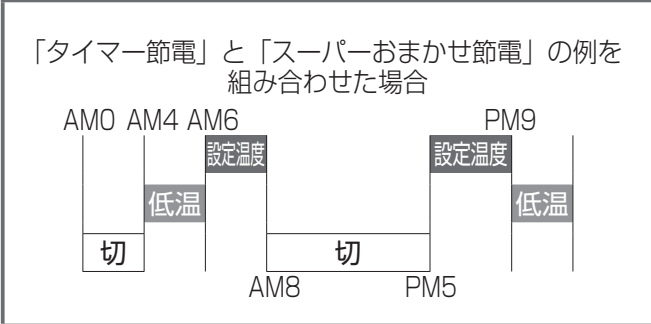 「タイマー節電」と「スーパーおまかせ節電」の例を
組み合わせた場合
AM0 AM4 AM6 PM9
設定温度 設定温度
低温 低温
切 切
AM8 PM5